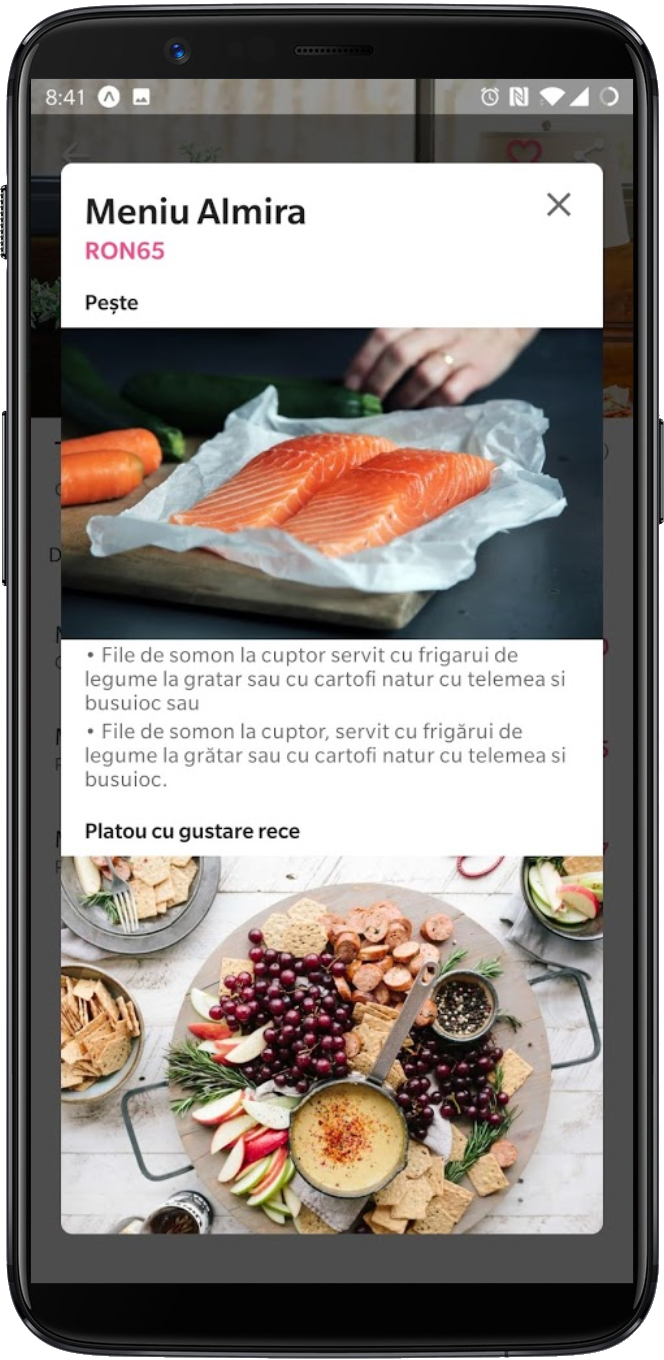 8:41
Meniu Almira
RON65
Pește
• File de somon la cuptor servit cu frigarui de
legume la gratar sau cu cartofi natur cu telemea si
busuioc sau
• File de somon la cuptor, servit cu frigărui de
legume la grătar sau cu cartofi natur cu telemea si
busuioc.
Platou cu gustare rece